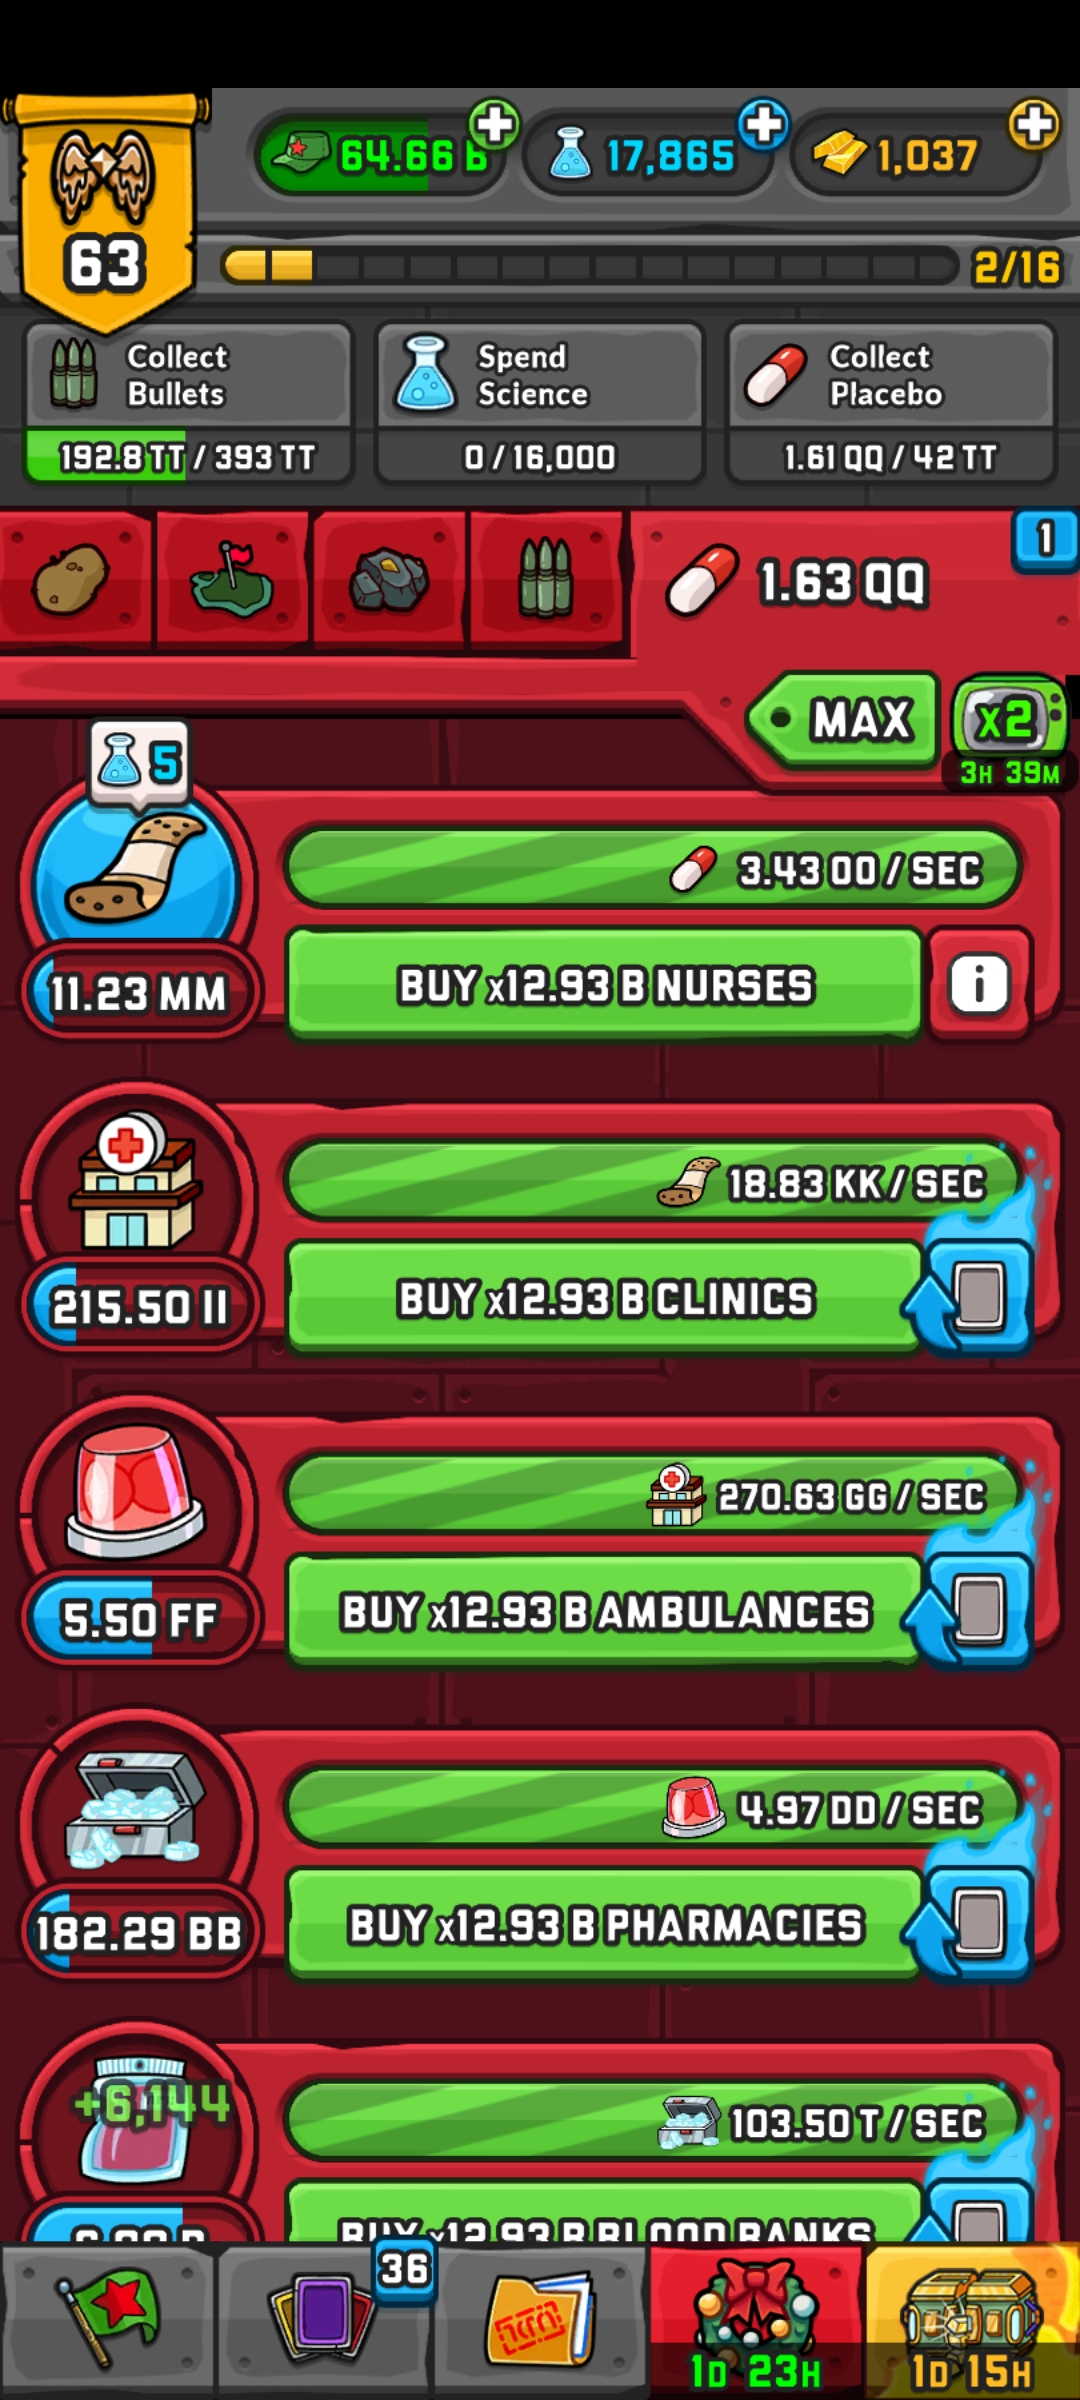 63
64.66 B
17,865
1,037
2/16
Collect
Bullets
192.8 TT / 393 TT
Spend
Science
0 / 16,000
Collect
Placebo
1.61 QQ / 42 TT
1.63 QQ
1
MAX
x2
3H 39M
5
3.43 OO / SEC
11.23 MM
BUY x12.93 B NURSES
i
18.83 KK / SEC
215.50 II
BUY x12.93 B CLINICS
270.63 GG / SEC
5.50 FF
BUY x12.93 B AMBULANCES
4.97 DD / SEC
182.29 BB
BUY x12.93 B PHARMACIES
+6,144
103.50 T / SEC
BUY x12.93 B BLOOD BANKS
36
1D 23H
1D 15H